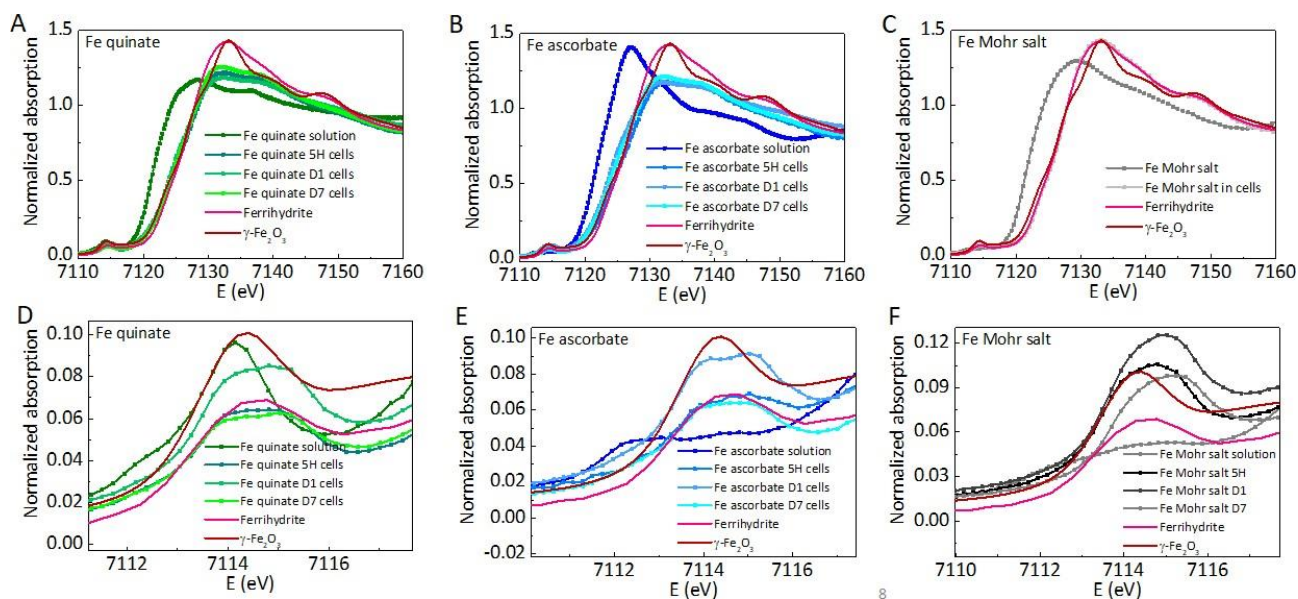 A
Fe quinate
1.5
1.0
0.5
0.0
Normalized absorption
Fe quinate solution
Fe quinate 5H cells
Fe quinate D1 cells
Fe quinate D7 cells
Ferrihydrite
γ-Fe₂O₃
7110 7120 7130 7140 7150 7160
E (eV)
B
Fe ascorbate
1.5
1.0
0.5
0.0
Normalized absorption
Fe ascorbate solution
Fe ascorbate 5H cells
Fe ascorbate D1 cells
Fe ascorbate D7 cells
Ferrihydrite
γ-Fe₂O₃
7110 7120 7130 7140 7150 7160
E (eV)
C
Fe Mohr salt
1.5
1.0
0.5
0.0
Normalized absorption
Fe Mohr salt
Fe Mohr salt in cells
Ferrihydrite
γ-Fe₂O₃
7110 7120 7130 7140 7150 7160
E (eV)
D
Fe quinate
0.10
0.08
0.06
0.04
0.02
0.00
Normalized absorption
Fe quinate solution
Fe quinate 5H cells
Fe quinate D1 cells
Fe quinate D7 cells
Ferrihydrite
γ-Fe₂O₃
7112 7114 7116
E (eV)
E
Fe ascorbate
0.10
0.08
0.06
0.04
0.02
0.00
-0.02
Normalized absorption
Fe ascorbate solution
Fe ascorbate 5H cells
Fe ascorbate D1 cells
Fe ascorbate D7 cells
Ferrihydrite
γ-Fe₂O₃
7112 7114 7116
E (eV)
F
Fe Mohr salt
0.12
0.09
0.06
0.03
0.00
Normalized absorption
Fe Mohr salt solution
Fe Mohr salt 5H
Fe Mohr salt D1
Fe Mohr salt D7
Ferrihydrite
γ-Fe₂O₃
7110 7112 7114 7116
E (eV)
8